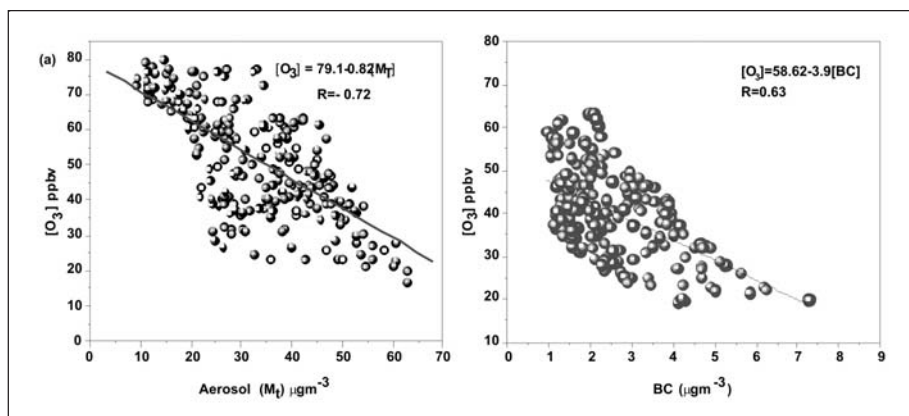 (a)
80
70
60
50
40
30
20
10
0
[O₃] ppbv
[O₃] = 79.1-0.82[M_T]
R=- 0.72
0 10 20 30 40 50 60 70
Aerosol (Mₜ) μgm⁻³
80
70
60
50
40
30
20
10
[O₃] ppbv
[O₃]=58.62-3.9[BC]
R=0.63
0 1 2 3 4 5 6 7 8 9
BC (μgm⁻³)